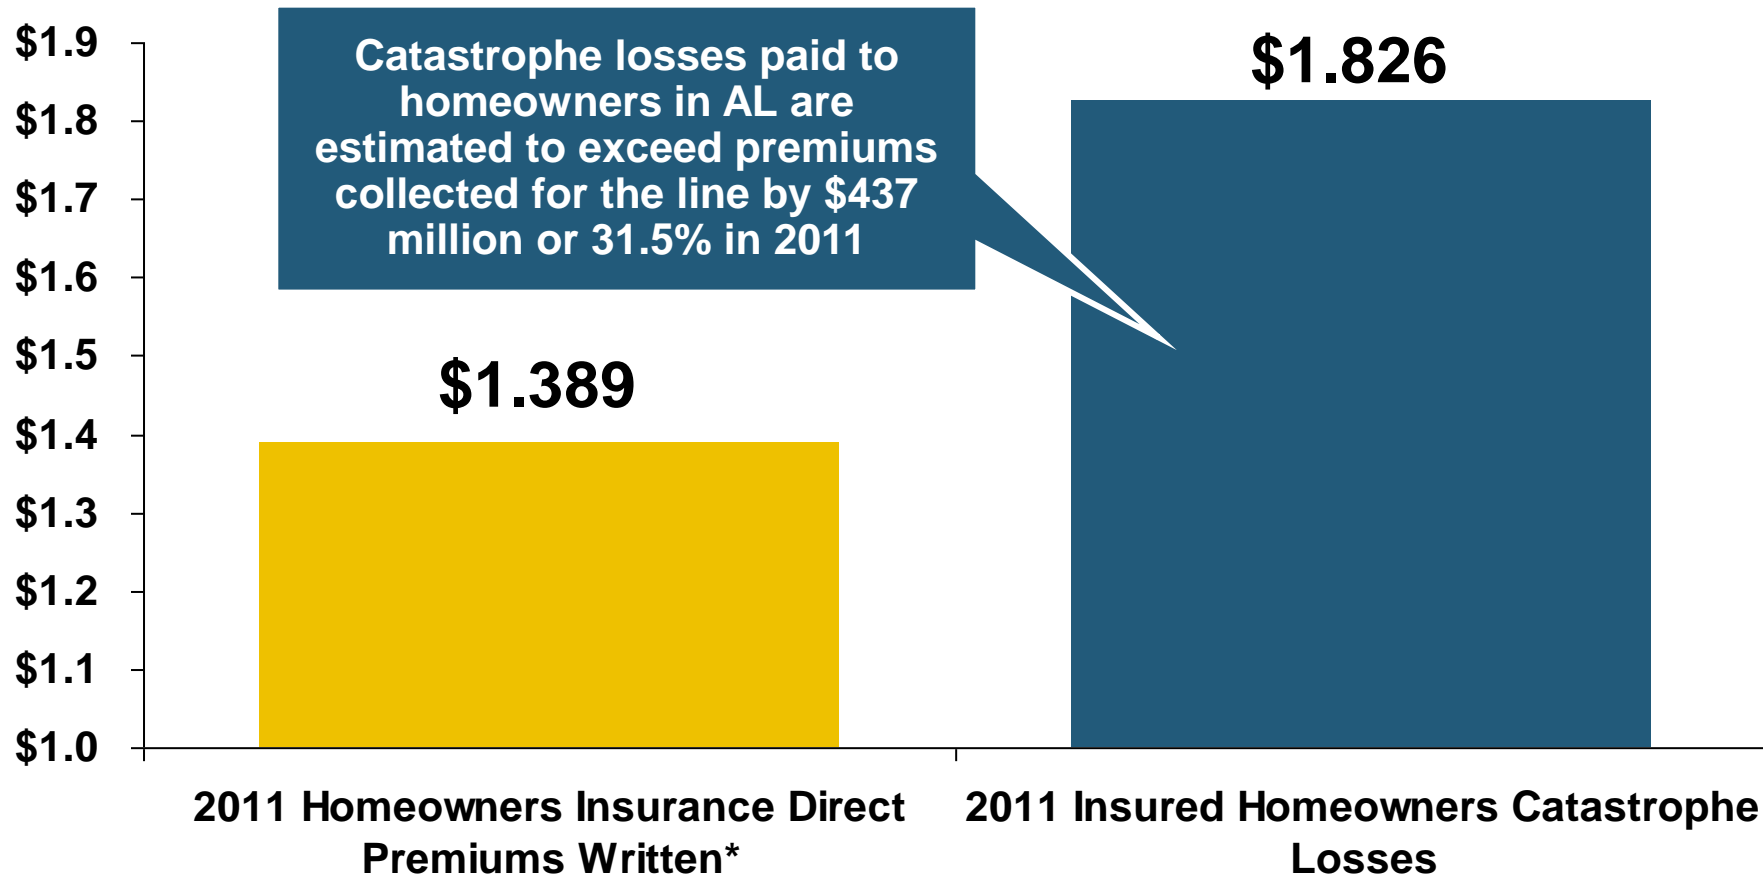 $1.9
$1.8
$1.7
$1.6
$1.5
$1.4
$1.3
$1.2
$1.1
$1.0
Catastrophe losses paid to
homeowners in AL are
estimated to exceed premiums
collected for the line by $437
million or 31.5% in 2011
$1.826
$1.389
2011 Homeowners Insurance Direct
Premiums Written*
2011 Insured Homeowners Catastrophe
Losses